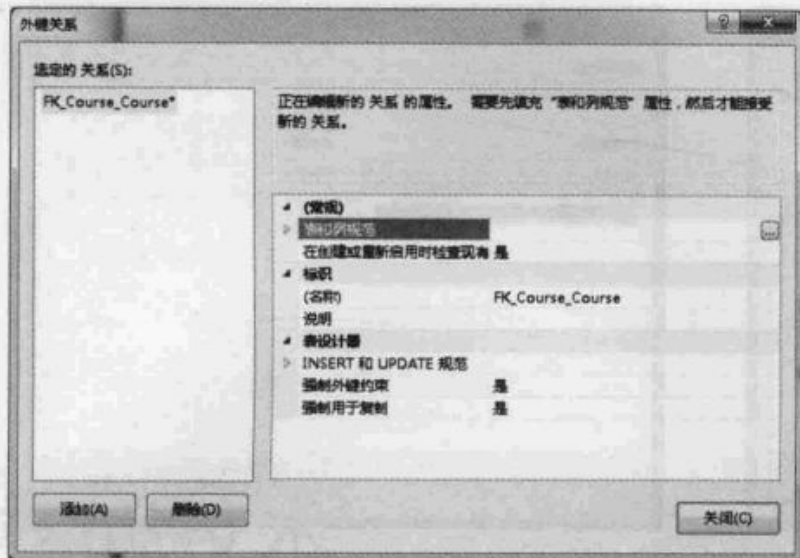 外键关系
选定的 关系(S):
FK_Course_Course*
正在编辑新的 关系 的属性。 需要先填充 “表和列规范” 属性，然后才能接受
新的 关系。
(常规)
表和列规范
在创建或重新启用时检查现有 是
标识
(名称) FK_Course_Course
说明
表设计器
INSERT 和 UPDATE 规范
强制外键约束 是
强制用于复制 是
添加(A) 删除(D)
关闭(C)